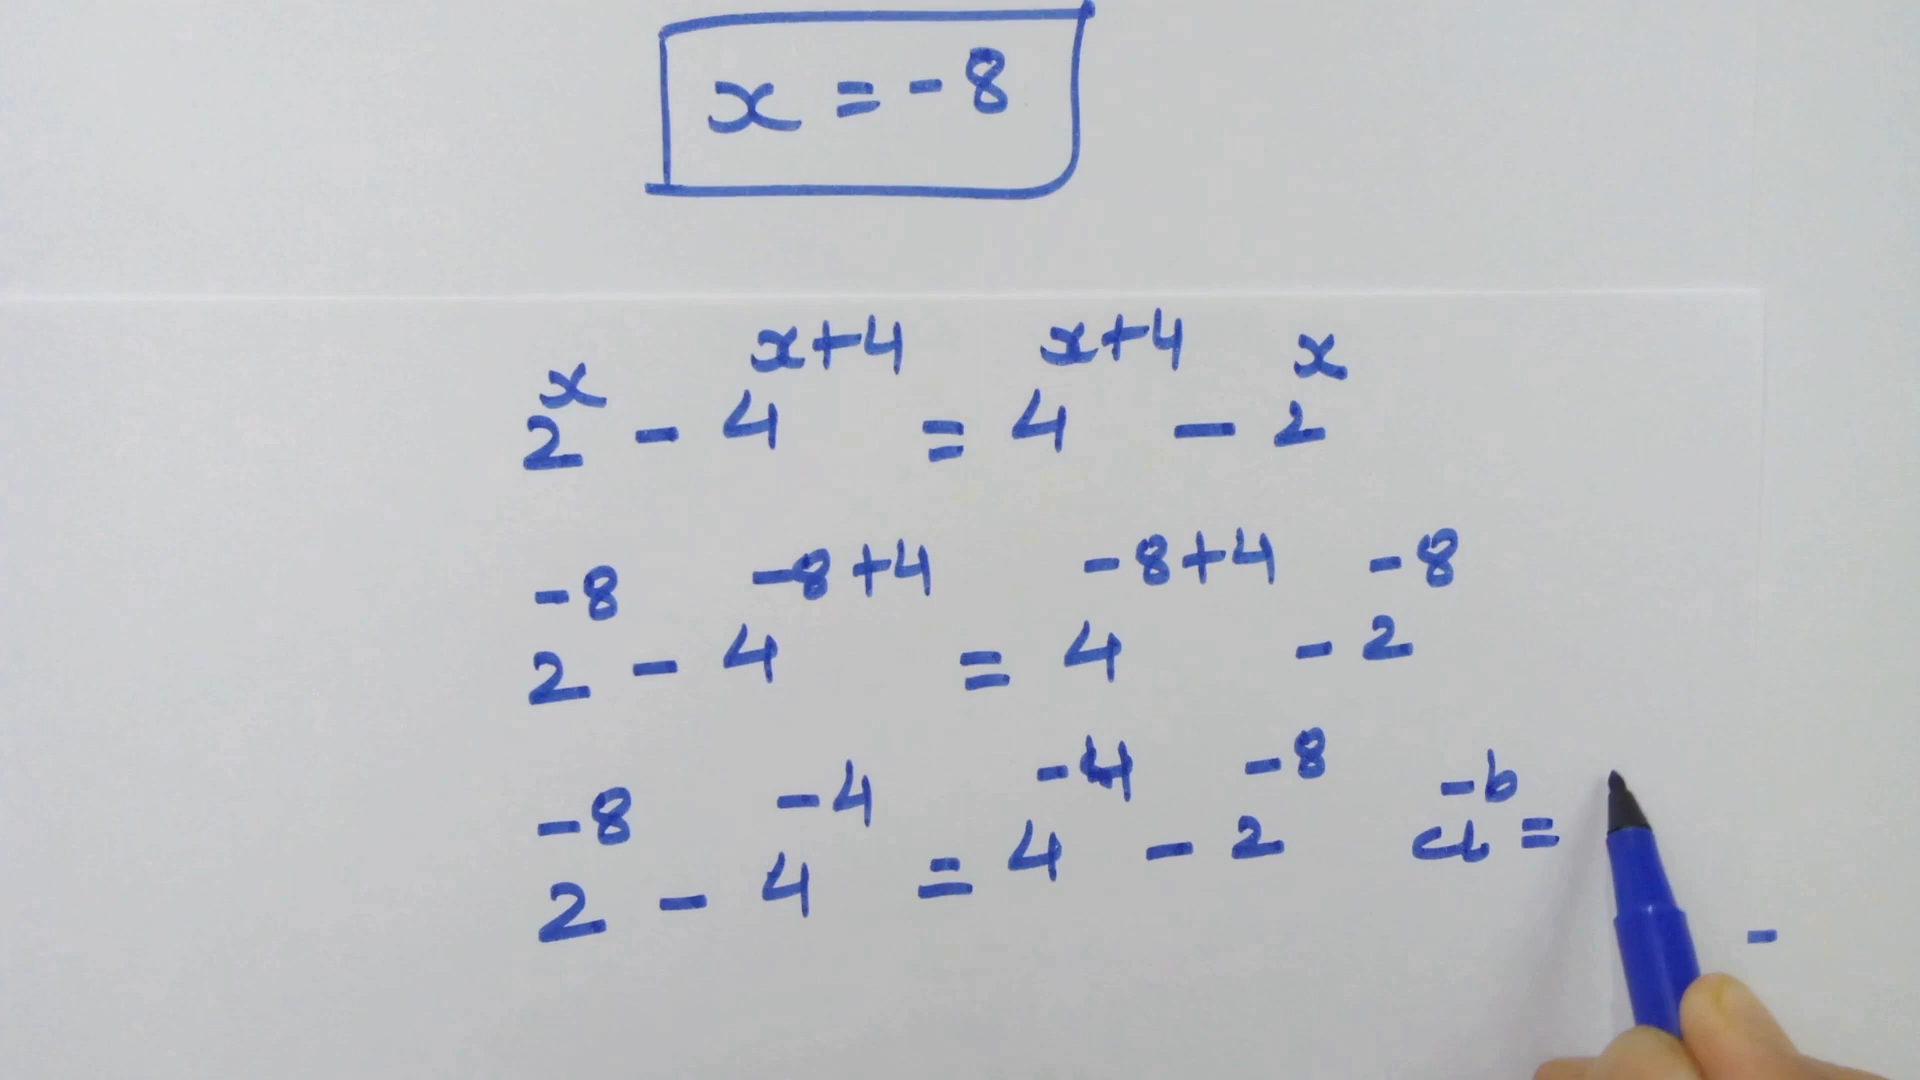 x = -8
2^x - 4^{x+4} = 4^{x+4} - 2^x
2^{-8} - 4^{-8+4} = 4^{-8+4} - 2^{-8}
2^{-8} - 4^{-4} = 4^{-4} - 2^{-8} a^{-b} =
-